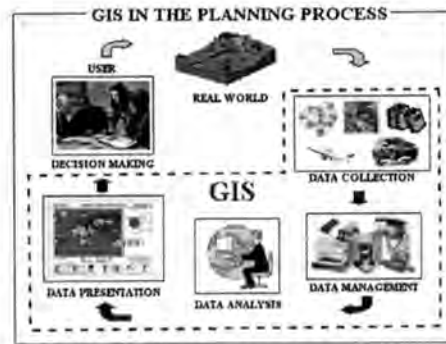 GIS IN THE PLANNING PROCESS
USER
REAL WORLD
DECISION MAKING
DATA COLLECTION
GIS
DATA PRESENTATION
DATA ANALYSIS
DATA MANAGEMENT